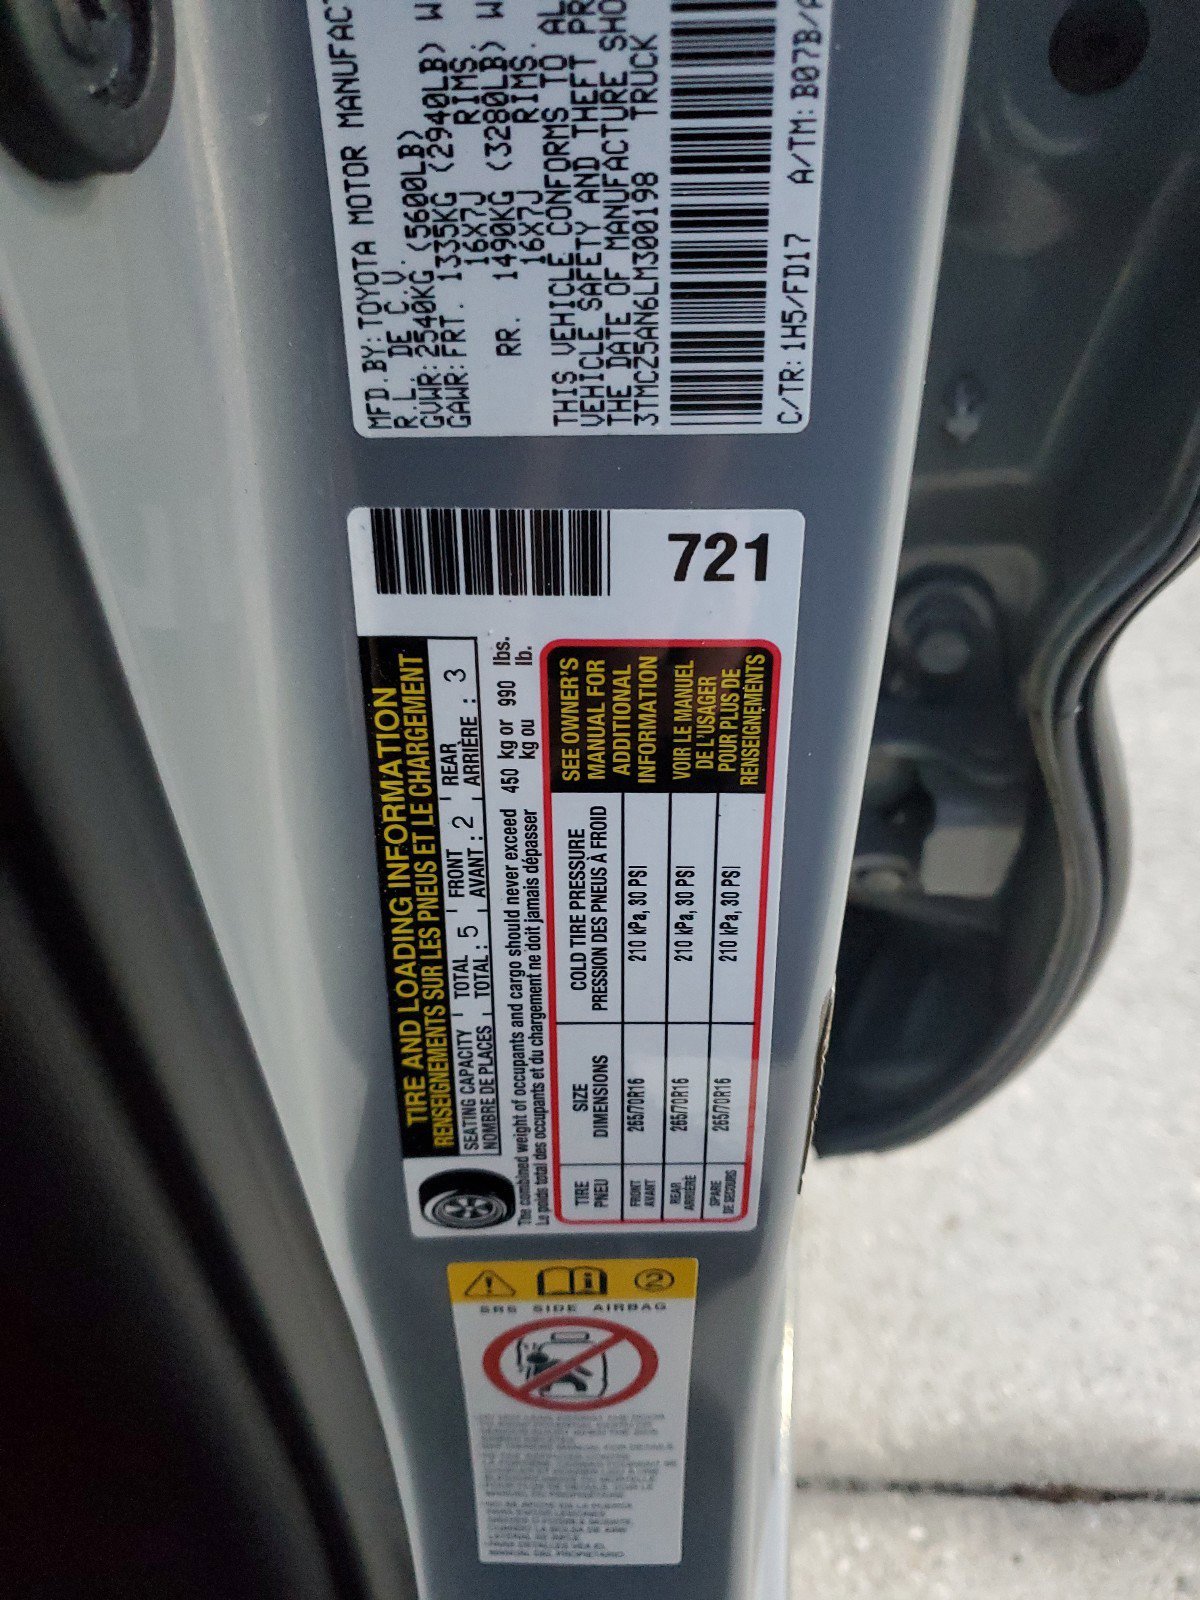 MFD.BY: TOYOTA MOTOR MANUFAC
R.L. DE C.V.
GVWR: 2540KG (5600LB)
GAWR: FRT. 1335KG (2940LB) W
16X7J RIMS.
RR. 1490KG (3280LB) W
16X7J RIMS.
THIS VEHICLE CONFORMS TO AL
VEHICLE SAFETY AND THEFT PR
THE DATE OF MANUFACTURE SHO
3TMCZ5AN6LM300198 TRUCK
C/TR: 1H5/FD17 A/TM: B07B/A
721
TIRE AND LOADING INFORMATION
RENSEIGNEMENTS SUR LES PNEUS ET LE CHARGEMENT
SEATING CAPACITY TOTAL 5 FRONT 2 REAR 3
NOMBRE DE PLACES TOTAL : AVANT : ARRIÈRE :
The combined weight of occupants and cargo should never exceed 450 kg or 990 lbs.
Le poids total des occupants et du chargement ne doit jamais dépasser kg ou lb.
TIRE SIZE COLD TIRE PRESSURE
PNEU DIMENSIONS PRESSION DES PNEUS À FROID
FRONT 265/70R16 210 kPa, 30 PSI
AVANT
REAR 265/70R16 210 kPa, 30 PSI
ARRIÈRE
SPARE 265/70R16 210 kPa, 30 PSI
DE SECOURS
SEE OWNER'S
MANUAL FOR
ADDITIONAL
INFORMATION
VOIR LE MANUEL
DE L'USAGER
POUR PLUS DE
RENSEIGNEMENTS
2
SRS SIDE AIRBAG